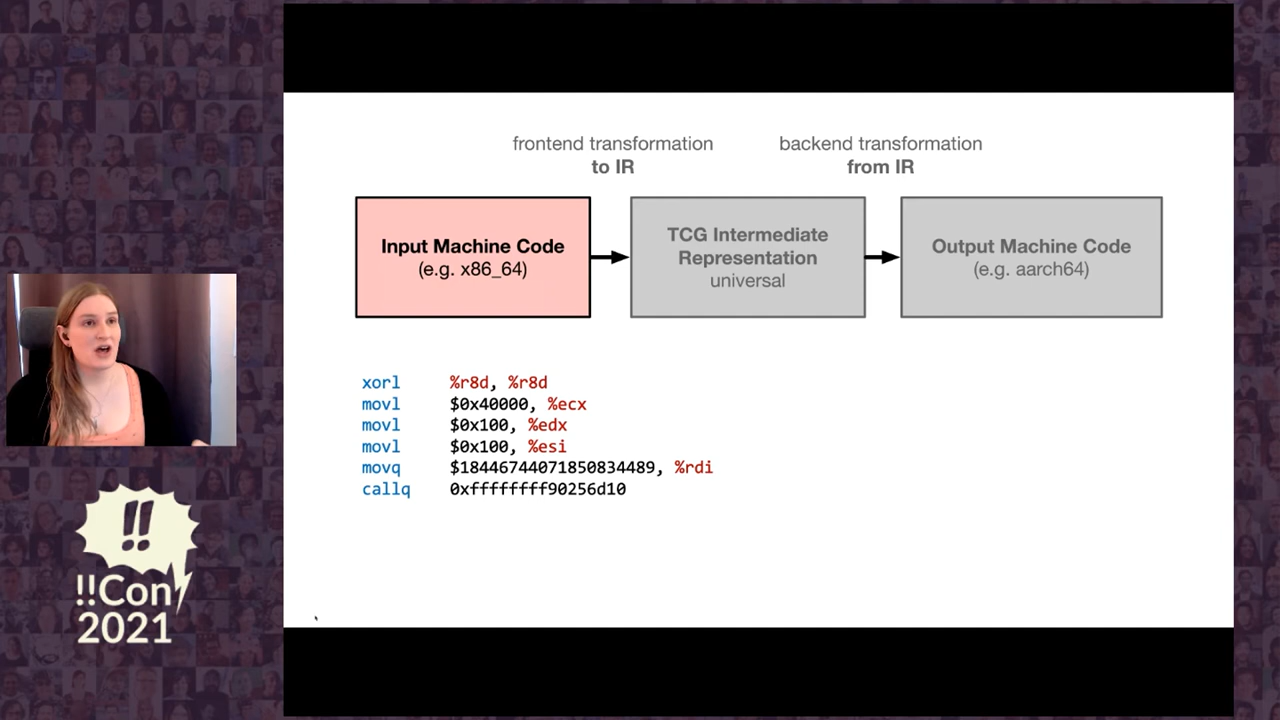 frontend transformation
to IR
backend transformation
from IR
Input Machine Code
(e.g. x86_64)
TCG Intermediate
Representation
universal
Output Machine Code
(e.g. aarch64)
xorl %r8d, %r8d
movl $0x40000, %ecx
movl $0x100, %edx
movl $0x100, %esi
movq $18446744071850834489, %rdi
callq 0xffffffff90256d10
!!
!!Con
2021